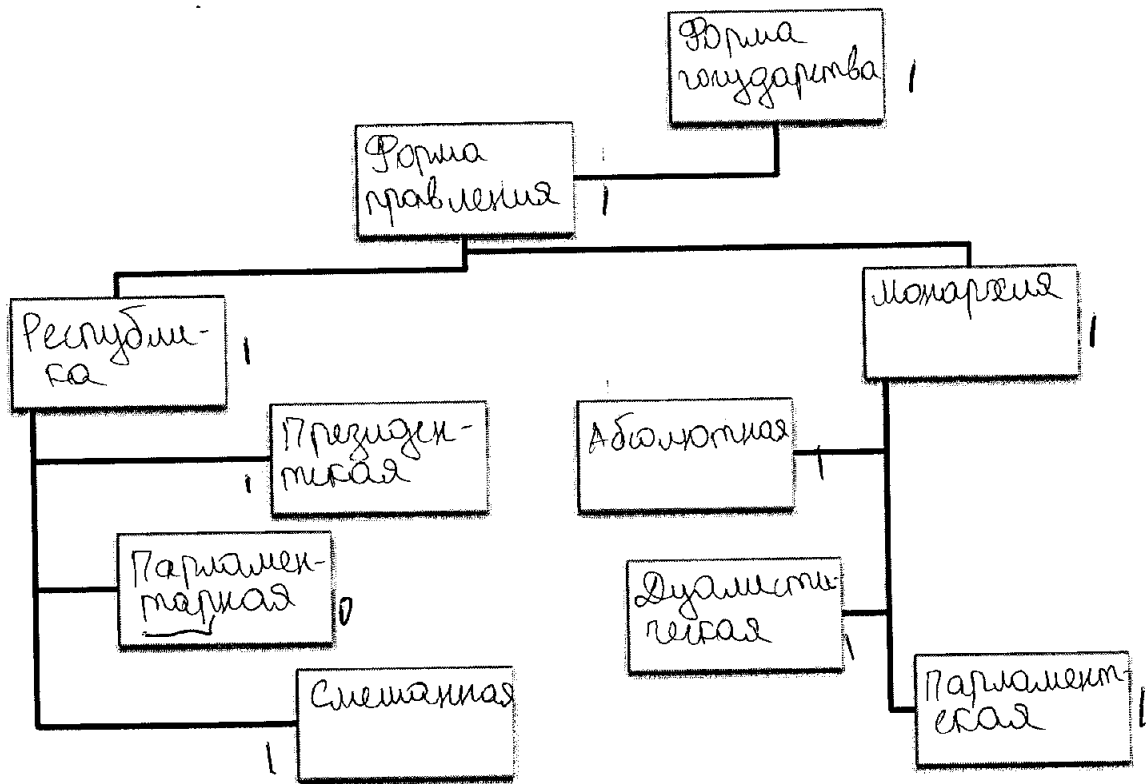 Форма
государства 1
Форма
правления 1
Республи-
ка 1
Монархия 1
Президен-
тская 1
Абсолютная 1
Парламен-
тарная 0
Дуалисти-
ческая 1
Смешанная 1
Парламент-
ская 1